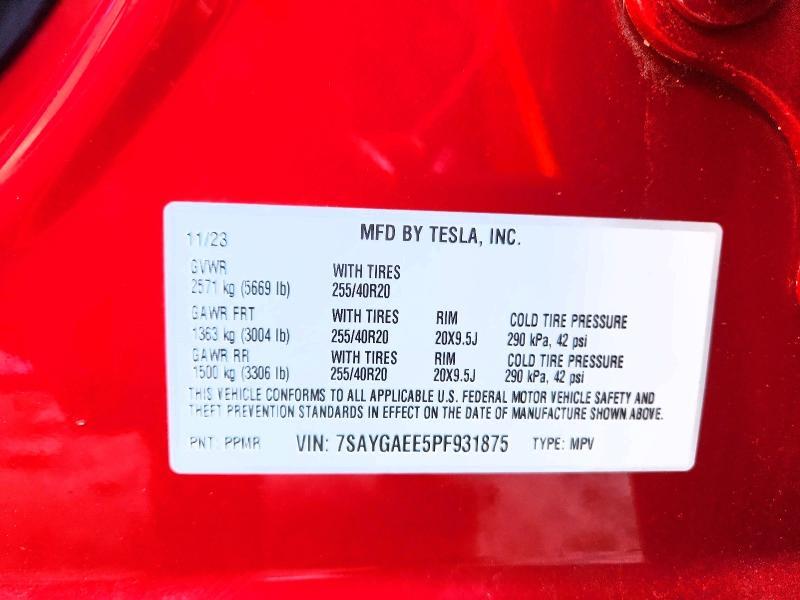 11/23 MFD BY TESLA, INC.
GVWR WITH TIRES
2571 kg (5669 lb) 255/40R20
GAWR FRT WITH TIRES RIM COLD TIRE PRESSURE
1363 kg (3004 lb) 255/40R20 20X9.5J 290 kPa, 42 psi
GAWR RR WITH TIRES RIM COLD TIRE PRESSURE
1500 kg (3306 lb) 255/40R20 20X9.5J 290 kPa, 42 psi
THIS VEHICLE CONFORMS TO ALL APPLICABLE U.S. FEDERAL MOTOR VEHICLE SAFETY AND
THEFT PREVENTION STANDARDS IN EFFECT ON THE DATE OF MANUFACTURE SHOWN ABOVE.
PNT: PPMR VIN: 7SAYGAEE5PF931875 TYPE: MPV